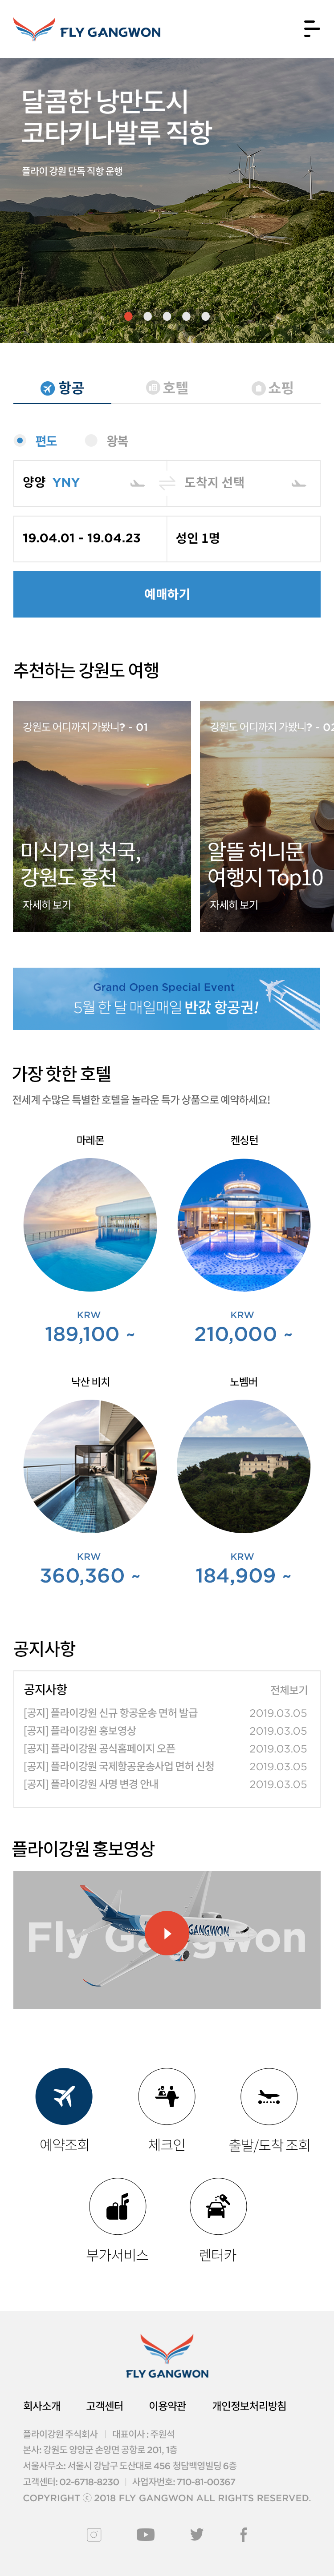 FLY GANGWON
달콤한 낭만도시
코타키나발루 직항
플라이 강원 단독 직항 운행
항공 호텔 쇼핑
편도 왕복
양양 YNY 도착지 선택
19.04.01 - 19.04.23 성인 1명
예매하기
추천하는 강원도 여행
강원도 어디까지 가봤니? - 01
미식가의 천국,
강원도 홍천
자세히 보기
강원도 어디까지 가봤니? - 02
알뜰 허니문
여행지 Top10
자세히 보기
Grand Open Special Event
5월 한 달 매일매일 반값 항공권!
가장 핫한 호텔
전세계 수많은 특별한 호텔을 놀라운 특가 상품으로 예약하세요!
마레몬 켄싱턴
KRW KRW
189,100 ~ 210,000 ~
낙산 비치 노벰버
KRW KRW
360,360 ~ 184,909 ~
공지사항
공지사항 전체보기
[공지] 플라이강원 신규 항공운송 면허 발급 2019.03.05
[공지] 플라이강원 홍보영상 2019.03.05
[공지] 플라이강원 공식홈페이지 오픈 2019.03.05
[공지] 플라이강원 국제항공운송사업 면허 신청 2019.03.05
[공지] 플라이강원 사명 변경 안내 2019.03.05
플라이강원 홍보영상
Fly Gangwon
GANGWON
예약조회 체크인 출발/도착 조회
부가서비스 렌터카
FLY GANGWON
회사소개 고객센터 이용약관 개인정보처리방침
플라이강원 주식회사 | 대표이사 : 주원석
본사: 강원도 양양군 손양면 공항로 201, 1층
서울사무소: 서울시 강남구 도산대로 456 청담백영빌딩 6층
고객센터: 02-6718-8230 | 사업자번호: 710-81-00367
COPYRIGHT ⓒ 2018 FLY GANGWON ALL RIGHTS RESERVED.